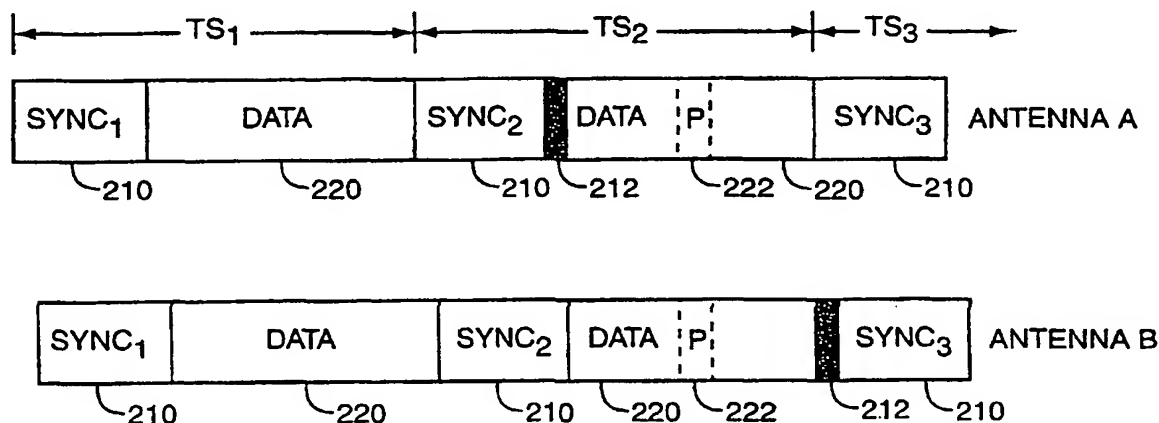 TS1 TS2 TS3
SYNC1 DATA SYNC2 DATA P SYNC3 ANTENNA A
210 220 210 212 222 220 210
SYNC1 DATA SYNC2 DATA P SYNC3 ANTENNA B
210 220 210 220 222 212 210